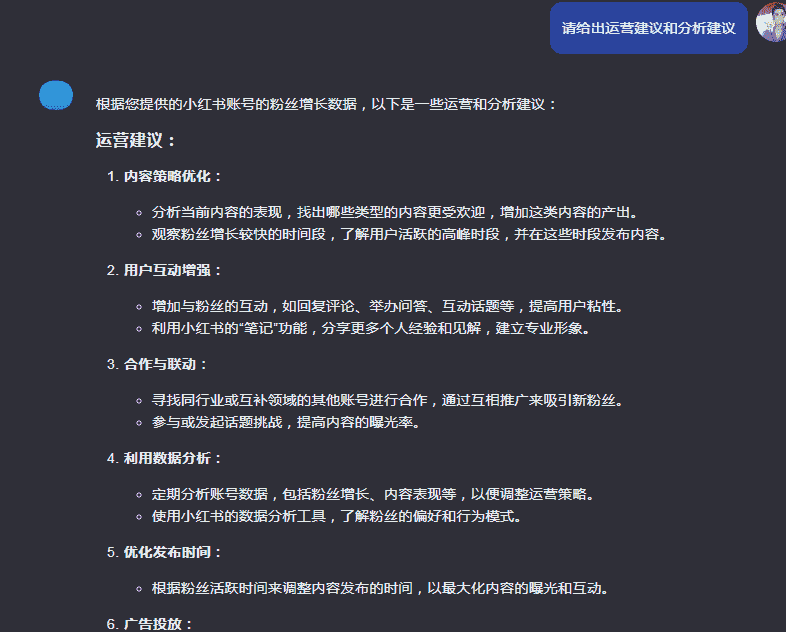 请给出运营建议和分析建议
根据您提供的小红书账号的粉丝增长数据，以下是一些运营和分析建议：
运营建议：
1. 内容策略优化：
◦ 分析当前内容的表现，找出哪些类型的内容更受欢迎，增加这类内容的产出。
◦ 观察粉丝增长较快的时间段，了解用户活跃的高峰时段，并在这些时段发布内容。
2. 用户互动增强：
◦ 增加与粉丝的互动，如回复评论、举办问答、互动话题等，提高用户粘性。
◦ 利用小红书的“笔记”功能，分享更多个人经验和见解，建立专业形象。
3. 合作与联动：
◦ 寻找同行业或互补领域的其他账号进行合作，通过互相推广来吸引新粉丝。
◦ 参与或发起话题挑战，提高内容的曝光率。
4. 利用数据分析：
◦ 定期分析账号数据，包括粉丝增长、内容表现等，以便调整运营策略。
◦ 使用小红书的数据分析工具，了解粉丝的偏好和行为模式。
5. 优化发布时间：
◦ 根据粉丝活跃时间来调整内容发布的时间，以最大化内容的曝光和互动。
6. 广告投放：